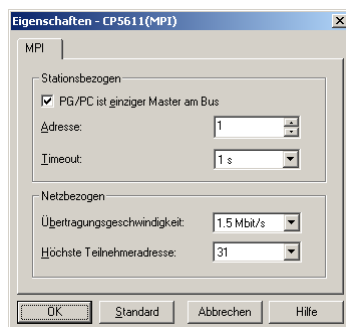 Eigenschaften - CP5611(MPI)
MPI
Stationsbezogen
PG/PC ist einziger Master am Bus
Adresse: 1
Timeout: 1 s
Netzbezogen
Übertragungsgeschwindigkeit: 1.5 Mbit/s
Höchste Teilnehmeradresse: 31
OK Standard Abbrechen Hilfe